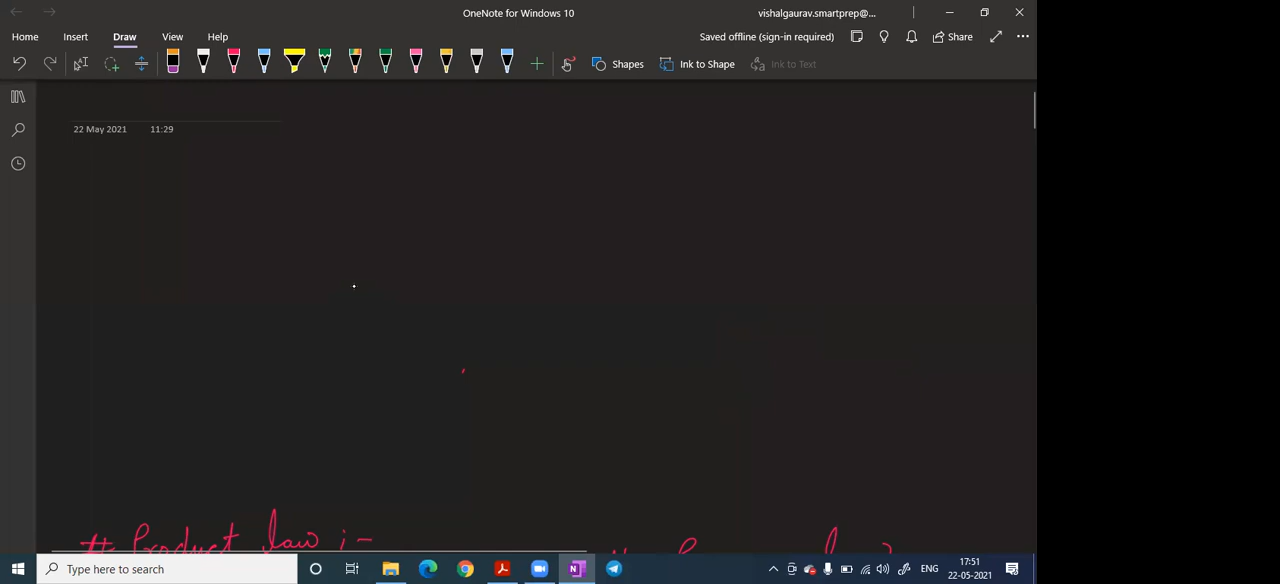 OneNote for Windows 10
vishalgaurav.smartprep@...
Home Insert Draw View Help
Saved offline (sign-in required) Share
Shapes Ink to Shape Ink to Text
22 May 2021 11:29
# Product law :-
Type here to search
ENG
17:51
22-05-2021